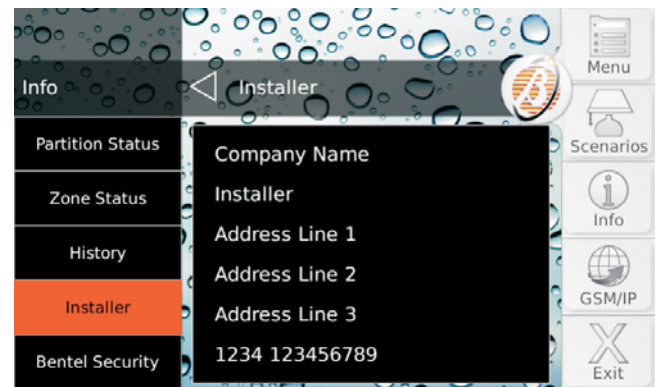 Info
Installer
Partition Status
Zone Status
History
Installer
Bentel Security
Company Name
Installer
Address Line 1
Address Line 2
Address Line 3
1234 123456789
Menu
Scenarios
Info
GSM/IP
Exit